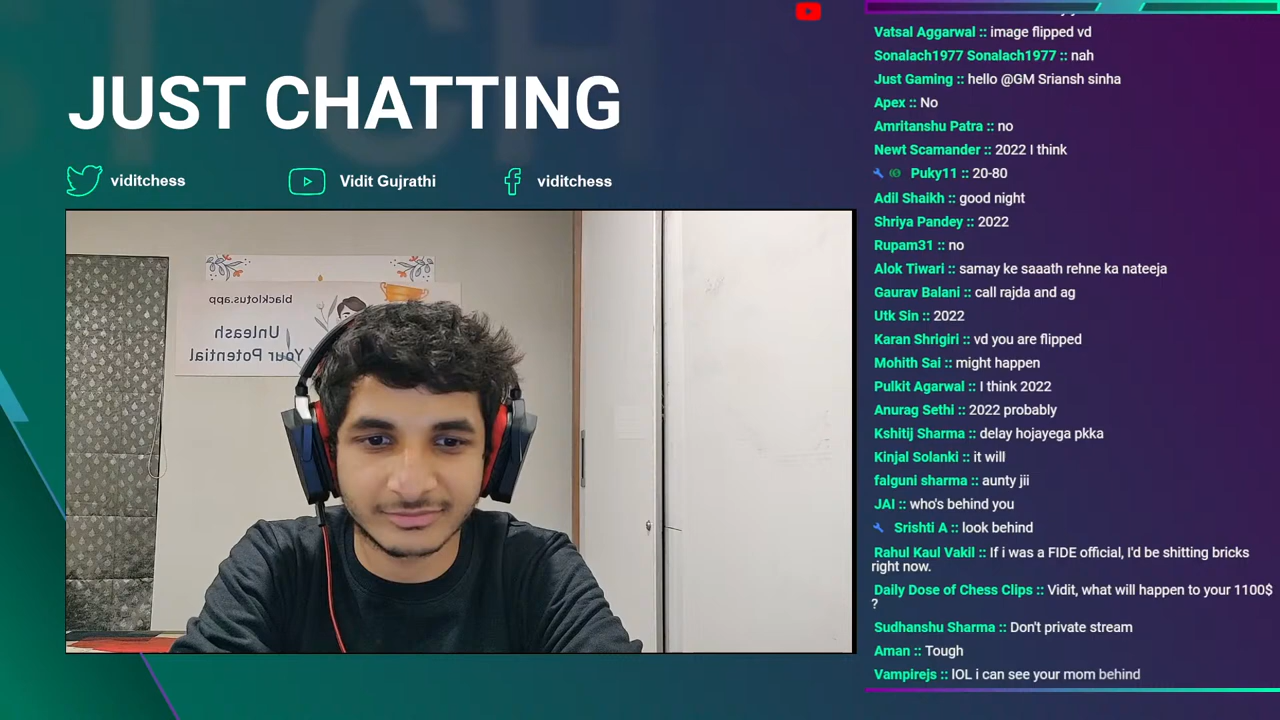 JUST CHATTING
viditchess
Vidit Gujrathi
viditchess
blacklotus.app
Unleash
Your Potential
Vatsal Aggarwal :: image flipped vd
Sonalach1977 Sonalach1977 :: nah
Just Gaming :: hello @GM Sriansh sinha
Apex :: No
Amritanshu Patra :: no
Newt Scamander :: 2022 I think
Puky11 :: 20-80
Adil Shaikh :: good night
Shriya Pandey :: 2022
Rupam31 :: no
Alok Tiwari :: samay ke saaath rehne ka nateeja
Gaurav Balani :: call rajda and ag
Utk Sin :: 2022
Karan Shrigiri :: vd you are flipped
Mohith Sai :: might happen
Pulkit Agarwal :: I think 2022
Anurag Sethi :: 2022 probably
Kshitij Sharma :: delay hojayega pkka
Kinjal Solanki :: it will
falguni sharma :: aunty jii
JAI :: who's behind you
Srishti A :: look behind
Rahul Kaul Vakil :: If i was a FIDE official, I'd be shitting bricks
right now.
Daily Dose of Chess Clips :: Vidit, what will happen to your 1100$
?
Sudhanshu Sharma :: Don't private stream
Aman :: Tough
Vampirejs :: lOL i can see your mom behind